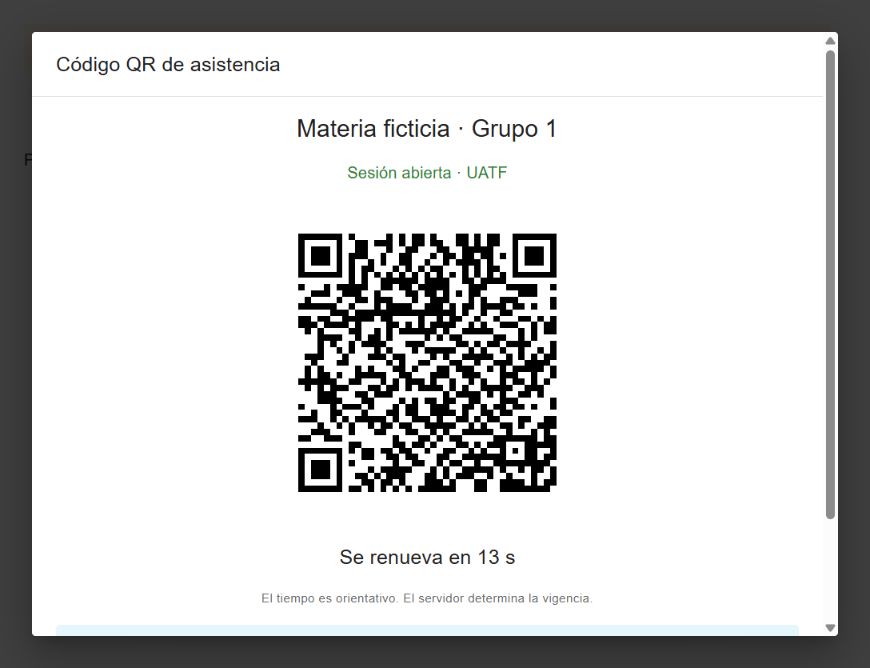 Código QR de asistencia
Materia ficticia · Grupo 1
Sesión abierta · UATF
Se renueva en 13 s
El tiempo es orientativo. El servidor determina la vigencia.